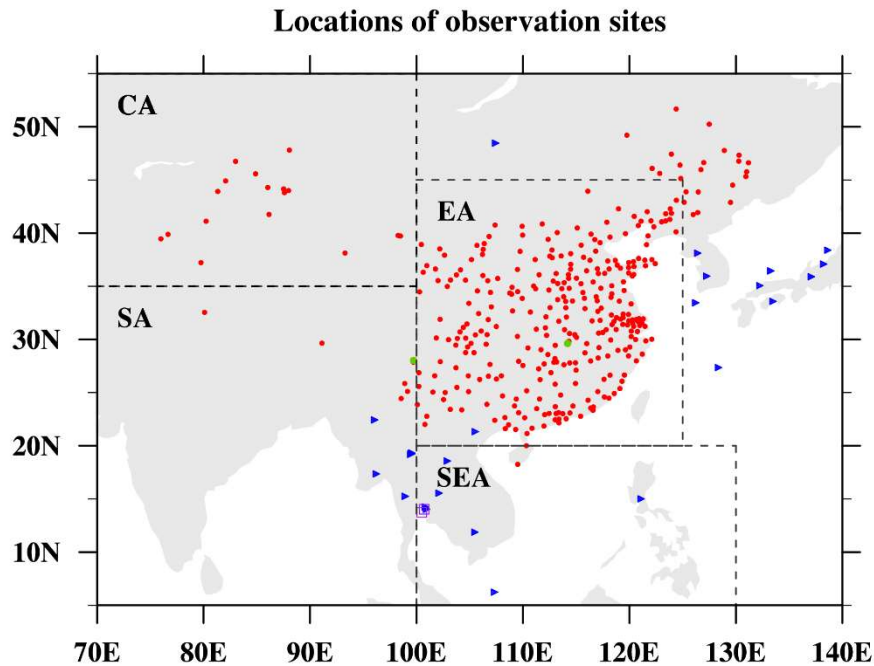 Locations of observation sites
CA
50N
EA
40N
SA
30N
20N
SEA
10N
70E 80E 90E 100E 110E 120E 130E 140E